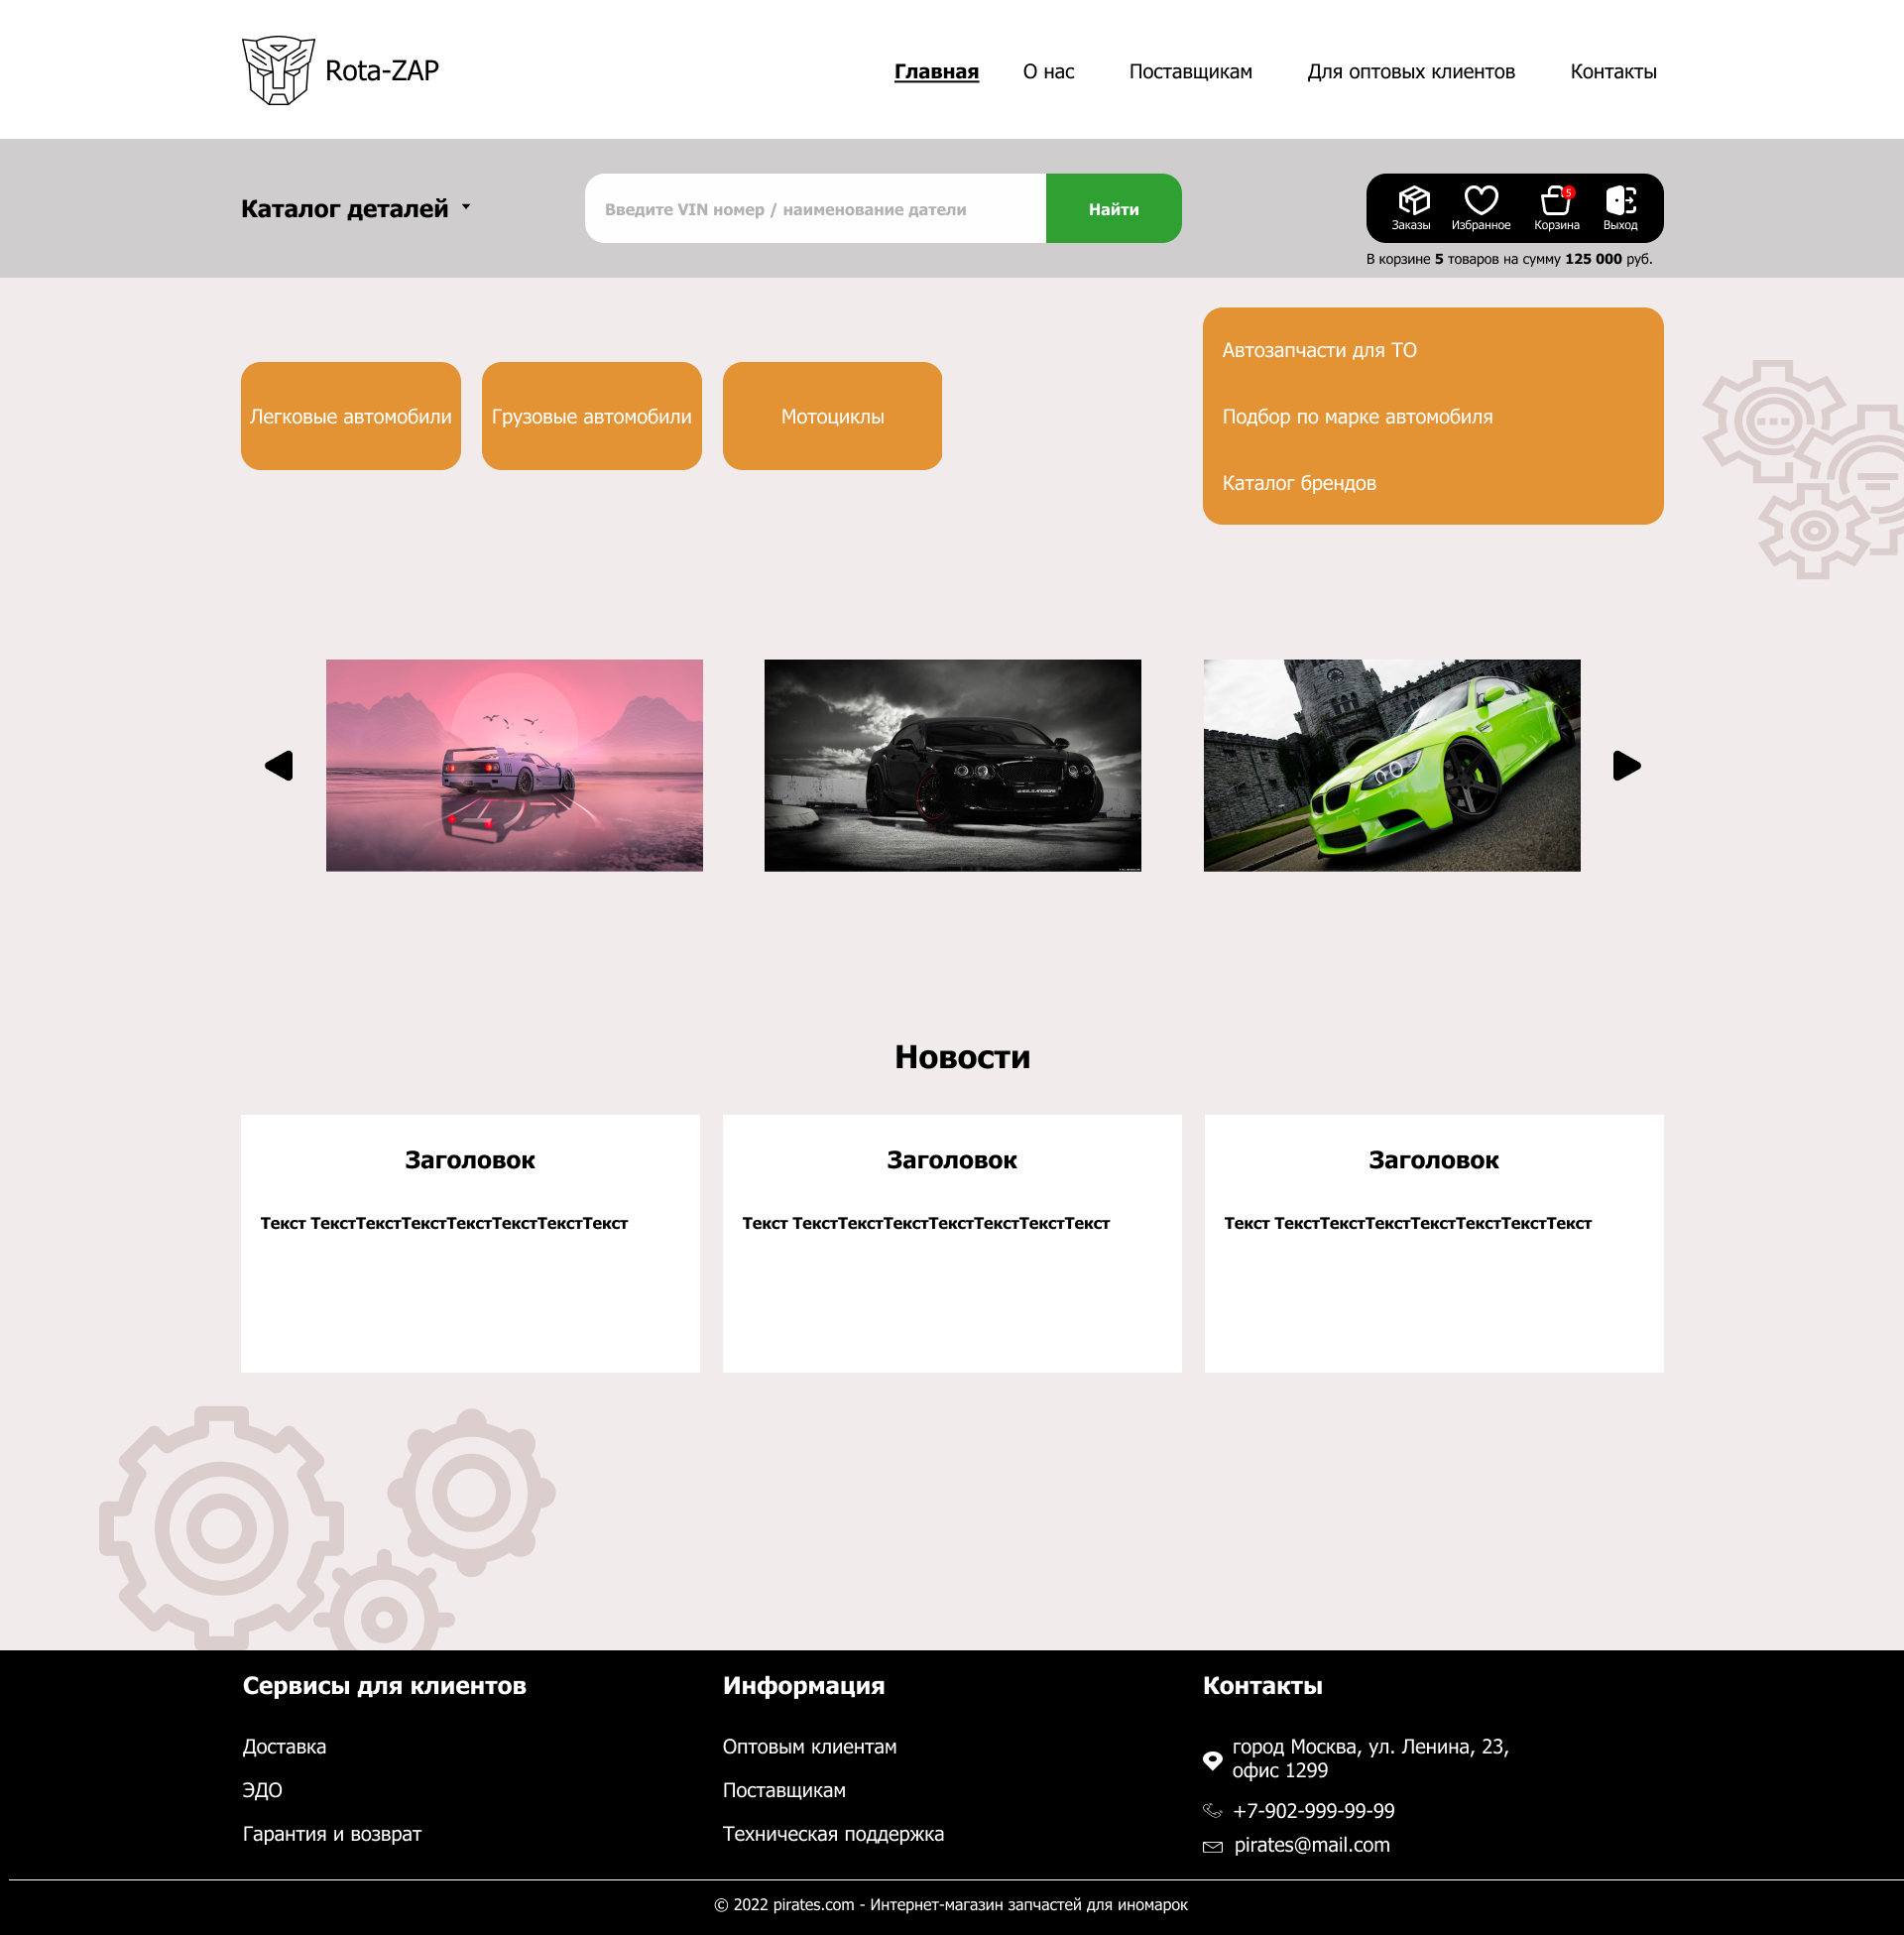 Rota-ZAP
Главная О нас Поставщикам Для оптовых клиентов Контакты
Каталог деталей
Введите VIN номер / наименование датели
Найти
5
Заказы Избранное Корзина Выход
В корзине 5 товаров на сумму 125 000 руб.
Легковые автомобили
Грузовые автомобили
Мотоциклы
Автозапчасти для ТО
Подбор по марке автомобиля
Каталог брендов
Новости
Заголовок
Текст ТекстТекстТекстТекстТекстТекстТекст
Заголовок
Текст ТекстТекстТекстТекстТекстТекстТекст
Заголовок
Текст ТекстТекстТекстТекстТекстТекстТекст
Сервисы для клиентов
Доставка
ЭДО
Гарантия и возврат
Информация
Оптовым клиентам
Поставщикам
Техническая поддержка
Контакты
город Москва, ул. Ленина, 23,
офис 1299
+7-902-999-99-99
pirates@mail.com
© 2022 pirates.com - Интернет-магазин запчастей для иномарок